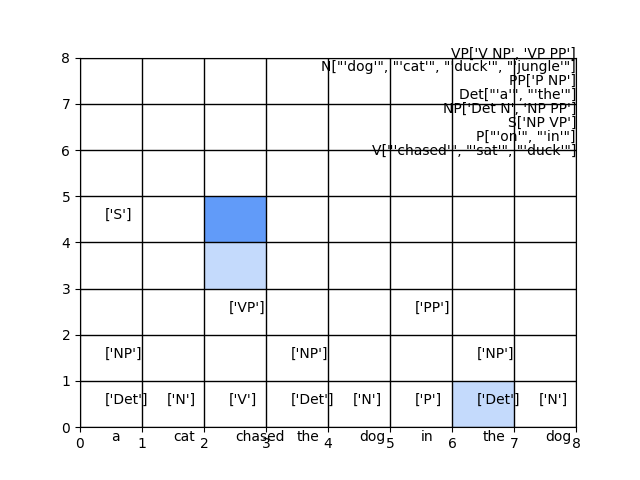 8 VP['V NP', 'VP PP']
N["'dog'", "'cat'", "'duck'", "'jungle'"]
PP['P NP']
Det["'a'", "'the'"]
7 NP['Det N', 'NP PP']
S['NP VP']
P["'on'", "'in'"]
6 V["'chased'", "'sat'", "'duck'"]
5
['S']
4
3
['VP'] ['PP']
2
['NP'] ['NP'] ['NP']
1
['Det'] ['N'] ['V'] ['Det'] ['N'] ['P'] ['Det'] ['N']
0
a cat chased the dog in the dog
0 1 2 3 4 5 6 7 8